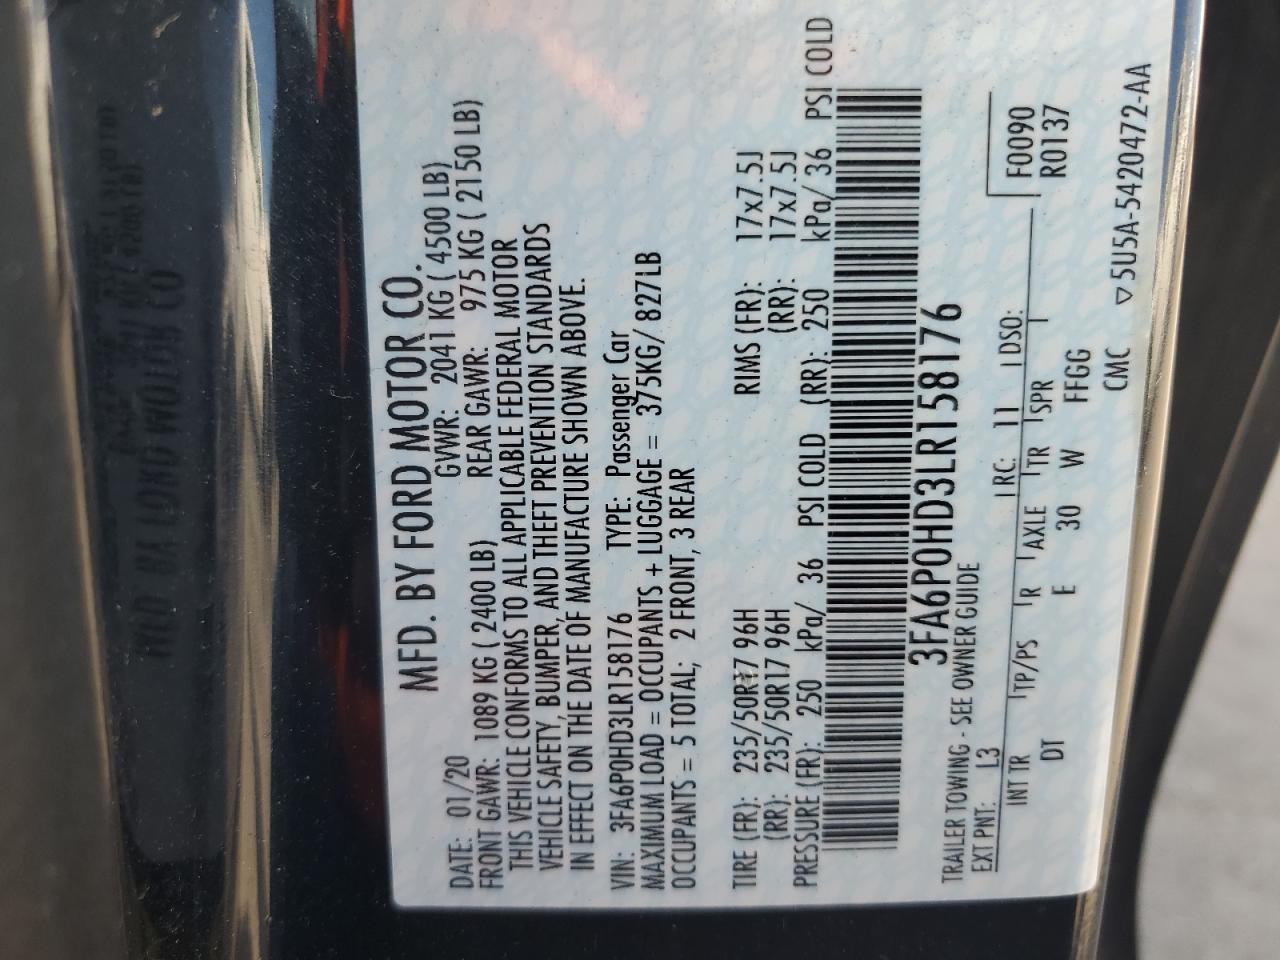 MFD. BY FORD MOTOR CO.
DATE: 01/20 GVWR: 2041 KG ( 4500 LB)
FRONT GAWR: 1089 KG ( 2400 LB) REAR GAWR: 975 KG ( 2150 LB)
THIS VEHICLE CONFORMS TO ALL APPLICABLE FEDERAL MOTOR
VEHICLE SAFETY, BUMPER, AND THEFT PREVENTION STANDARDS
IN EFFECT ON THE DATE OF MANUFACTURE SHOWN ABOVE.
VIN: 3FA6P0HD3LR158176 TYPE: Passenger Car
MAXIMUM LOAD = OCCUPANTS + LUGGAGE = 375KG/ 827LB
OCCUPANTS = 5 TOTAL; 2 FRONT, 3 REAR
TIRE (FR): 235/50R17 96H RIMS (FR): 17x7.5J
(RR): 235/50R17 96H (RR): 17x7.5J
PRESSURE (FR): 250 kPa/ 36 PSI COLD (RR): 250 kPa/ 36 PSI COLD
3FA6P0HD3LR158176
TRAILER TOWING - SEE OWNER GUIDE
F0090
R0137
EXT PNT: L3 RC: 11 DSO:
INT TR TP/PS R AXLE TR SPR
DT E 30 W FFGG
CMC ▽5U5A-5420472-AA